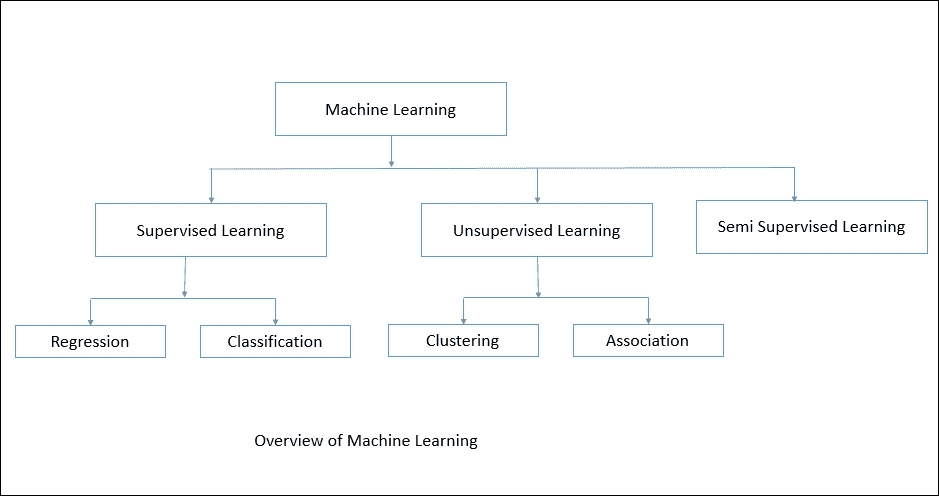 Machine Learning
Supervised Learning
Unsupervised Learning
Semi Supervised Learning
Regression
Classification
Clustering
Association
Overview of Machine Learning